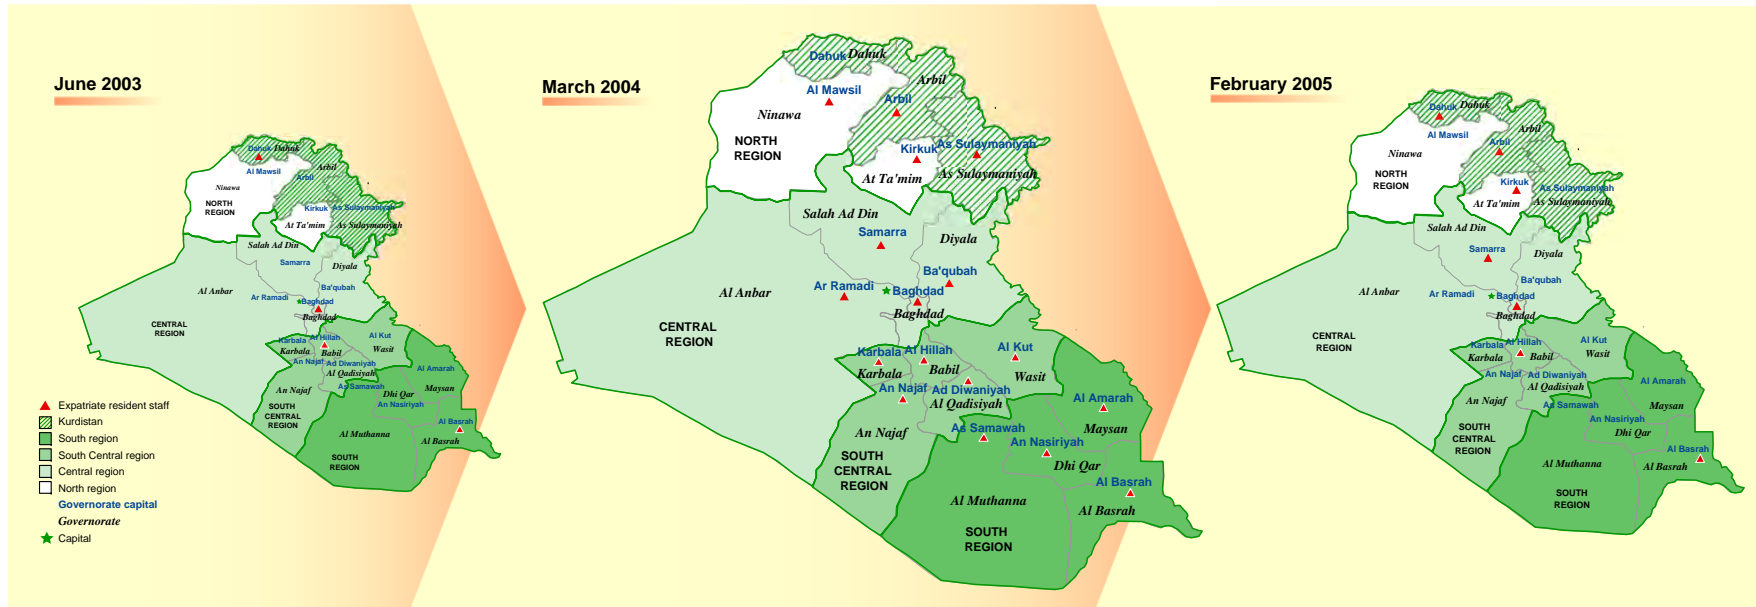 June 2003
Dahuk
Dahuk
Al Mawsil
Arbil
Arbil
Ninawa
NORTH
REGION
Kirkuk
As Sulaymaniyah
At Ta'mim
As Sulaymaniyah
Salah Ad Din
Samarra
Diyala
Al Anbar
Ar Ramadi
Ba'qubah
Baghdad
Baghdad
CENTRAL
REGION
Karbala
Al Hillah
Al Kut
Karbala
Babil
Wasit
An Najaf
Ad Diwaniyah
Al Qadisiyah
Al Amarah
An Najaf
As Samawah
Dhi Qar
Maysan
An Nasiriyah
SOUTH
CENTRAL
REGION
Al Basrah
Al Muthanna
Al Basrah
SOUTH
REGION
Expatriate resident staff
Kurdistan
South region
South Central region
Central region
North region
Governorate capital
Governorate
Capital
March 2004
Dahuk
Dahuk
Arbil
Al Mawsil
Arbil
Ninawa
NORTH
REGION
Kirkuk
As Sulaymaniyah
At Ta'mim
As Sulaymaniyah
Salah Ad Din
Samarra
Diyala
Ba'qubah
Al Anbar
Ar Ramadi
Baghdad
Baghdad
CENTRAL
REGION
Karbala
Al Hillah
Al Kut
Karbala
Babil
Wasit
An Najaf
Ad Diwaniyah
Al Qadisiyah
Al Amarah
An Najaf
As Samawah
Maysan
An Nasiriyah
SOUTH
CENTRAL
REGION
Dhi Qar
Al Basrah
Al Muthanna
Al Basrah
SOUTH
REGION
February 2005
Dahuk
Dahuk
Al Mawsil
Arbil
Arbil
Ninawa
NORTH
REGION
Kirkuk
As Sulaymaniyah
At Ta'mim
As Sulaymaniyah
Salah Ad Din
Samarra
Diyala
Ba'qubah
Al Anbar
Ar Ramadi
Baghdad
Baghdad
CENTRAL
REGION
Karbala
Al Hillah
Al Kut
Karbala
Babil
Wasit
An Najaf
Ad Diwaniyah
Al Qadisiyah
Al Amarah
An Najaf
As Samawah
Maysan
An Nasiriyah
Dhi Qar
SOUTH
CENTRAL
REGION
Al Basrah
Al Muthanna
Al Basrah
SOUTH
REGION